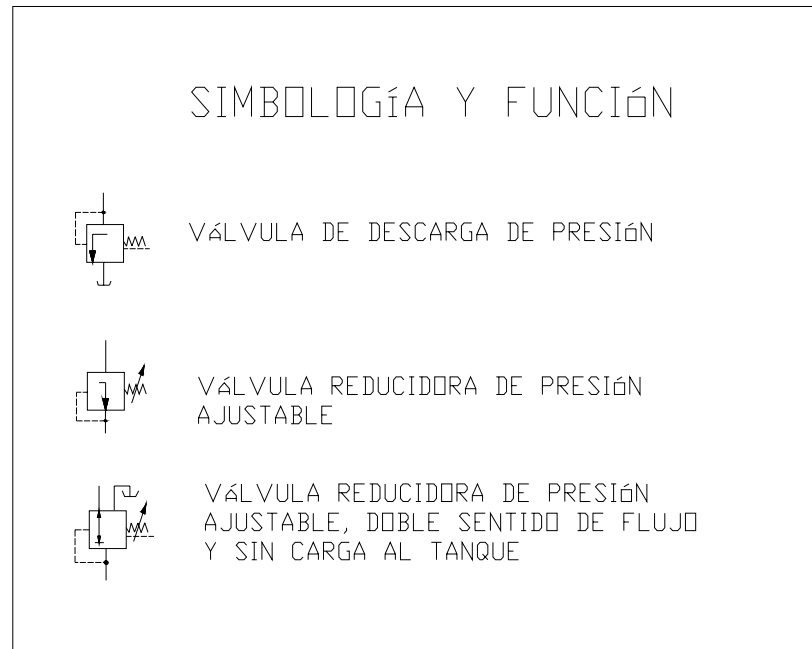 SIMBOLOGíA Y FUNCIóN
VáLVULA DE DESCARGA DE PRESIóN
VáLVULA REDUCIDORA DE PRESIóN
AJUSTABLE
VáLVULA REDUCIDORA DE PRESIóN
AJUSTABLE, DOBLE SENTIDO DE FLUJO
Y SIN CARGA AL TANQUE